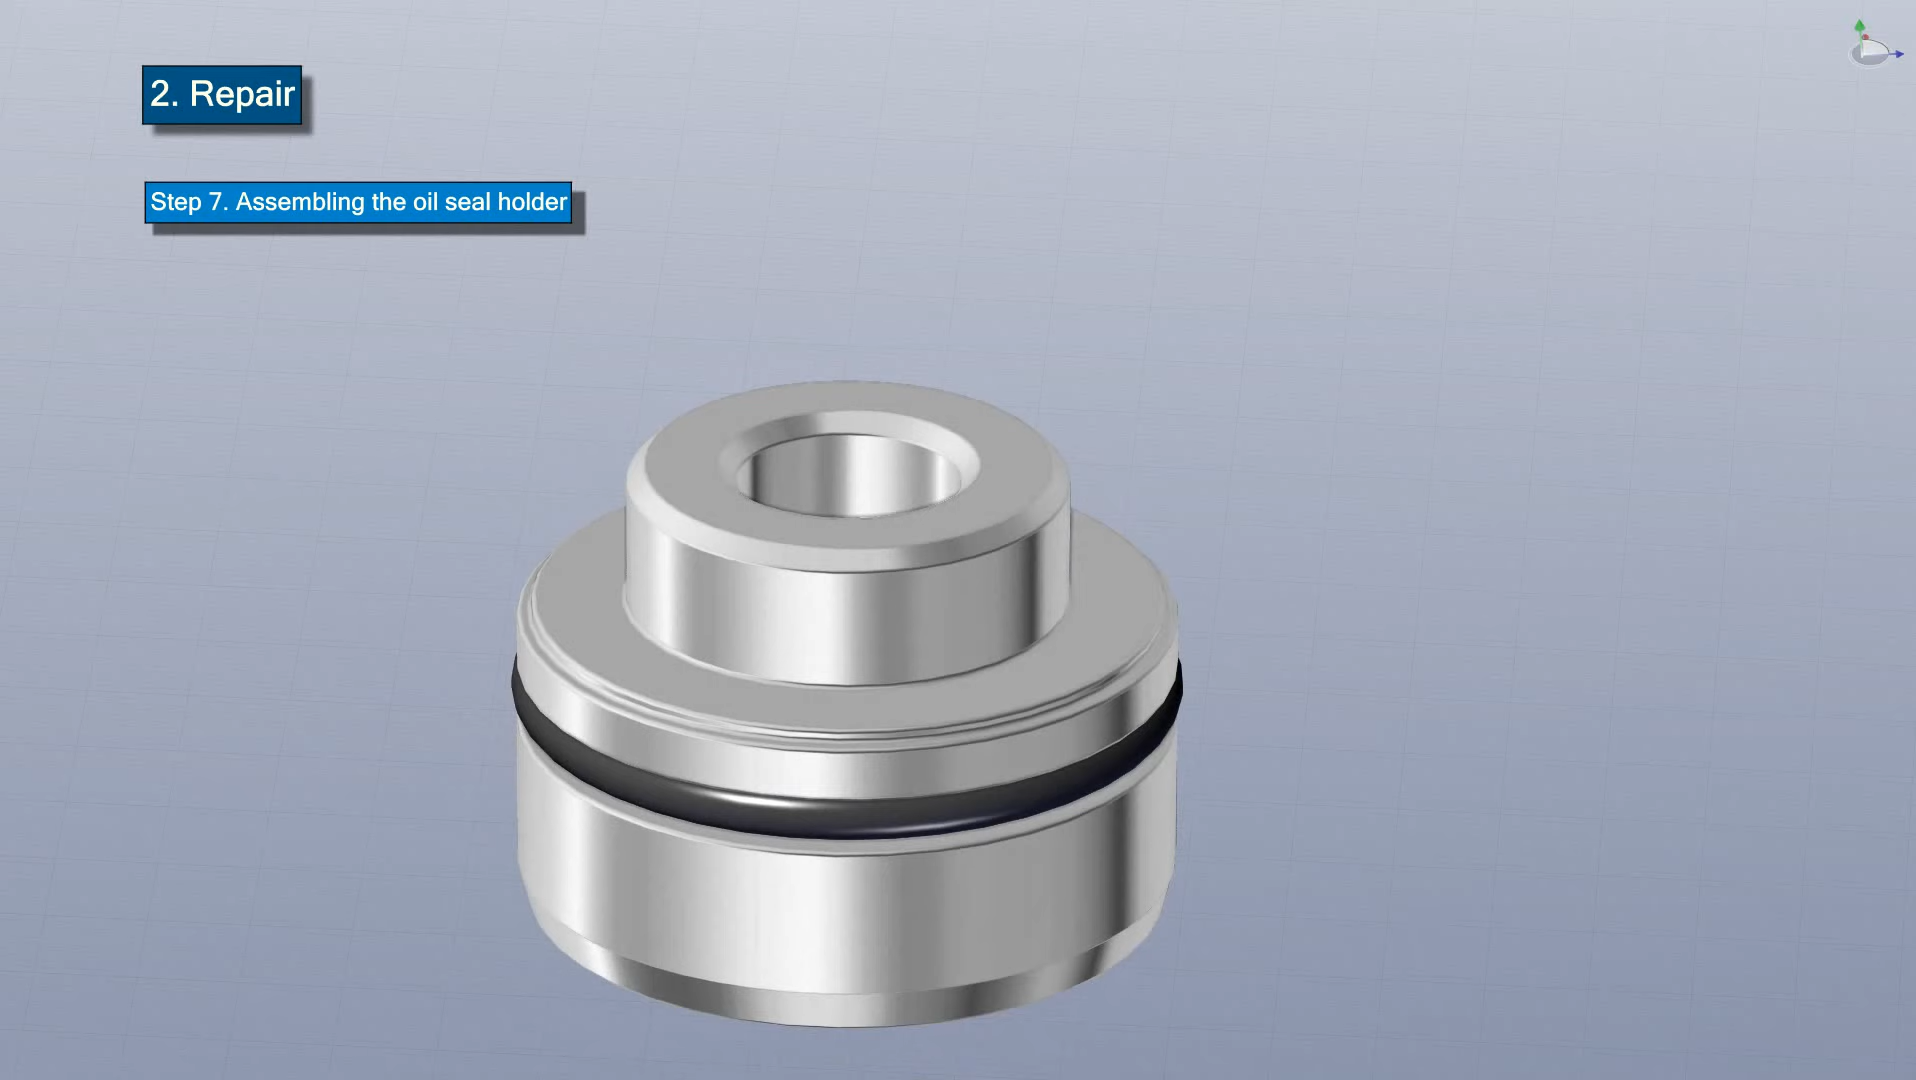 2. Repair
Step 7. Assembling the oil seal holder